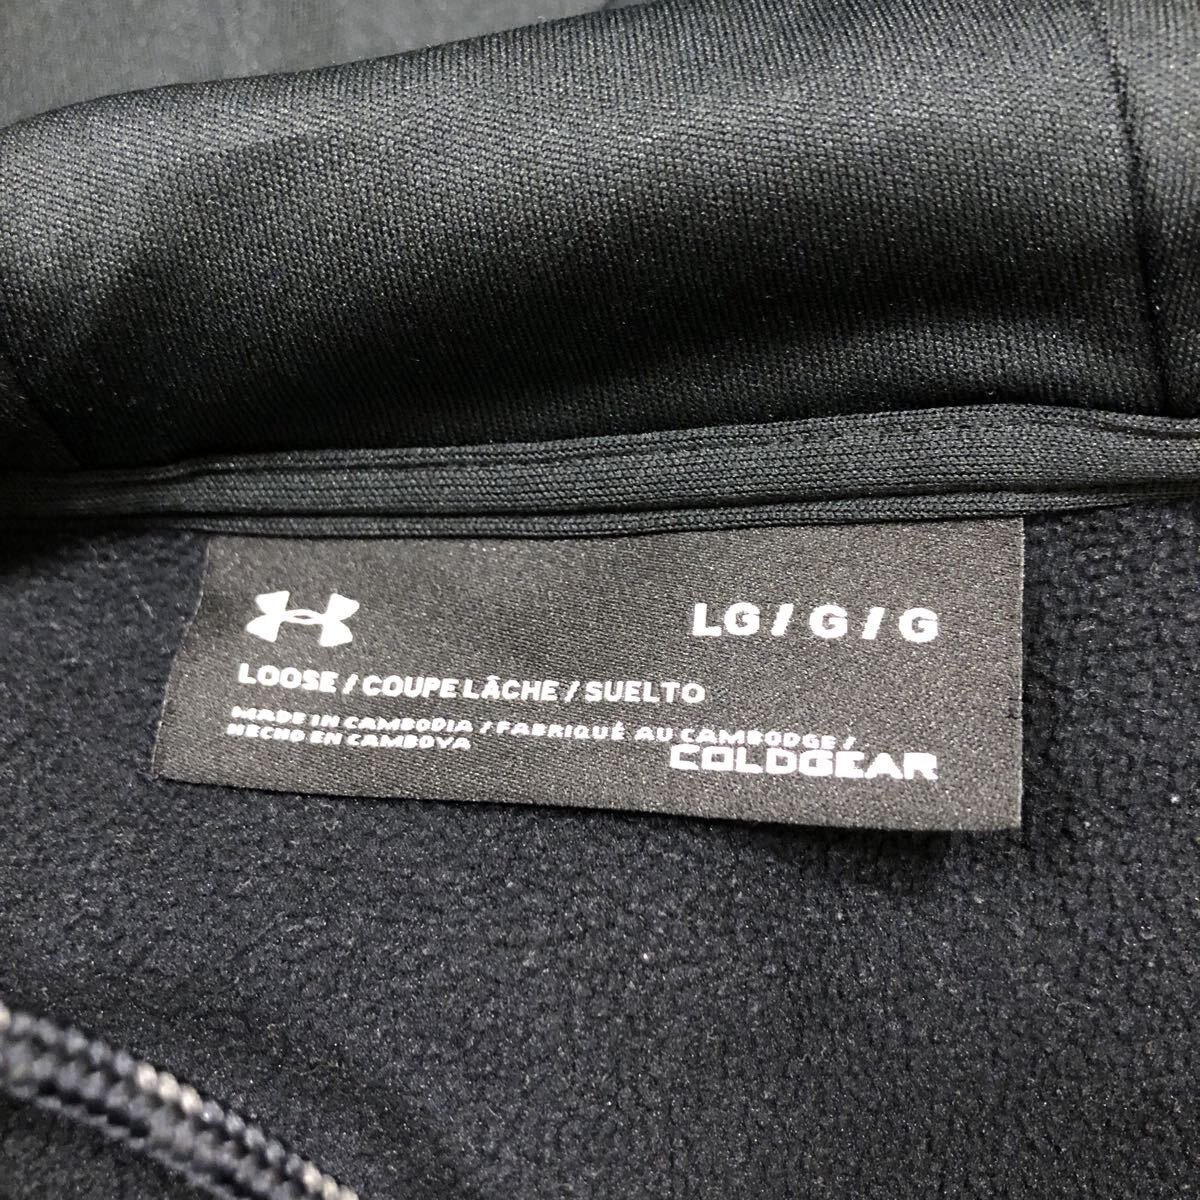 LG / G / G
LOOSE / COUPE LÂCHE / SUELTO
MADE IN CAMBODIA / FABRIQUÉ AU CAMBODGE /
HECHO EN CAMBOYA
COLDGEAR